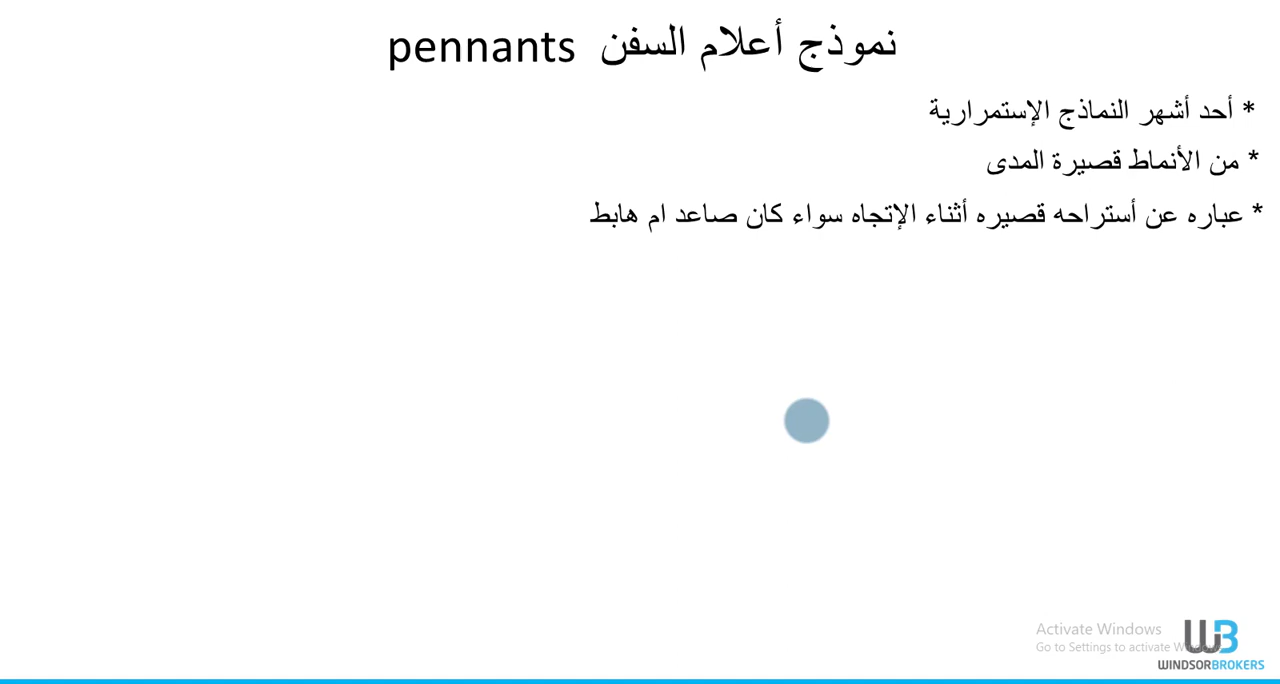 نموذج أعلام السفن pennants
* أحد أشهر النماذج الإستمرارية
* من الأنماط قصيرة المدى
* عباره عن أستراحه قصيره أثناء الإتجاه سواء كان صاعد ام هابط
Activate Windows
Go to Settings to activate
WB
WINDSORBROKERS